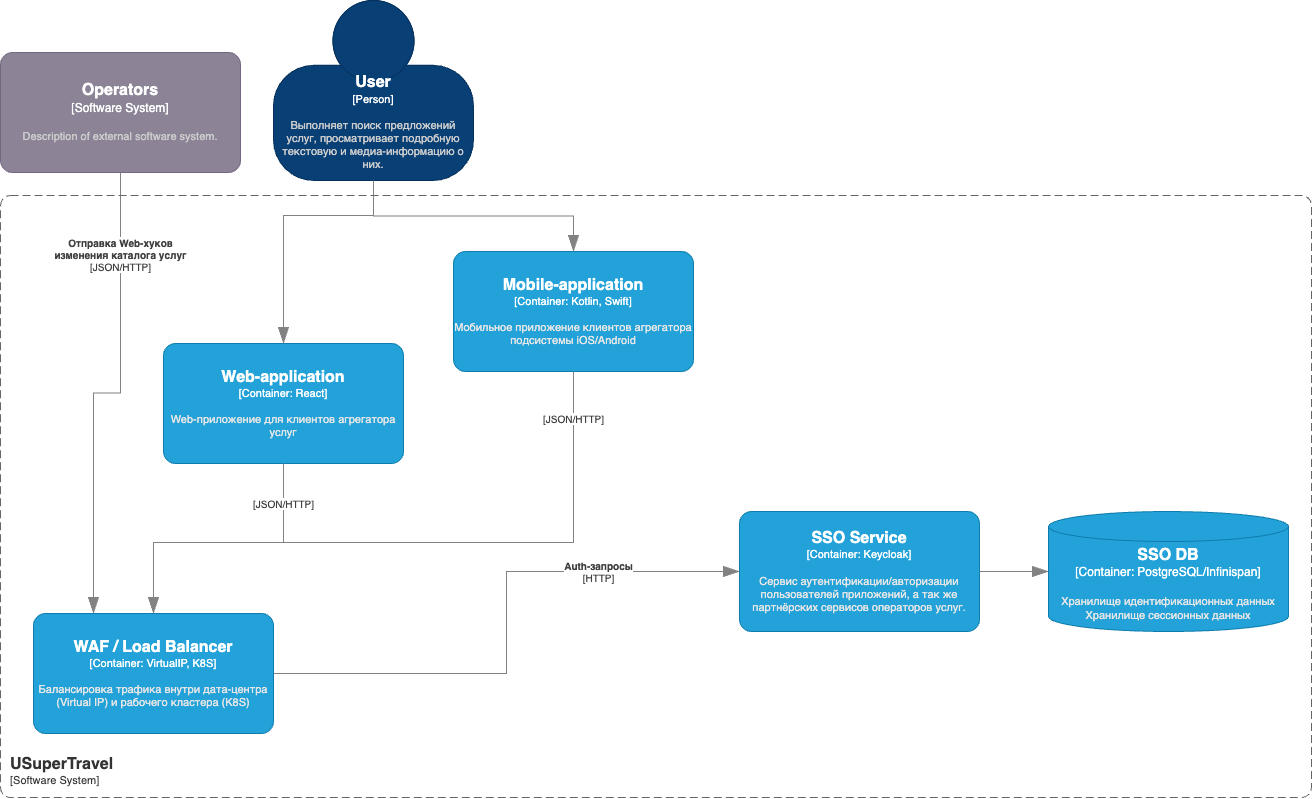 Operators
[Software System]
Description of external software system.
User
[Person]
Выполняет поиск предложений
услуг, просматривает подробную
текстовую и медиа-информацию о
них.
Отправка Web-хуков
изменения каталога услуг
[JSON/HTTP]
Mobile-application
[Container: Kotlin, Swift]
Мобильное приложение клиентов агрегатора
подсистемы iOS/Android
Web-application
[Container: React]
Web-приложение для клиентов агрегатора
услуг
[JSON/HTTP]
[JSON/HTTP]
SSO Service
[Container: Keycloak]
Сервис аутентификации/авторизации
пользователей приложений, а так же
партнёрских сервисов операторов услуг.
SSO DB
[Container: PostgreSQL/Infinispan]
Хранилище идентификационных данных
Хранилище сессионных данных
Auth-запросы
[HTTP]
WAF / Load Balancer
[Container: VirtualIP, K8S]
Балансировка трафика внутри дата-центра
(Virtual IP) и рабочего кластера (K8S)
USuperTravel
[Software System]